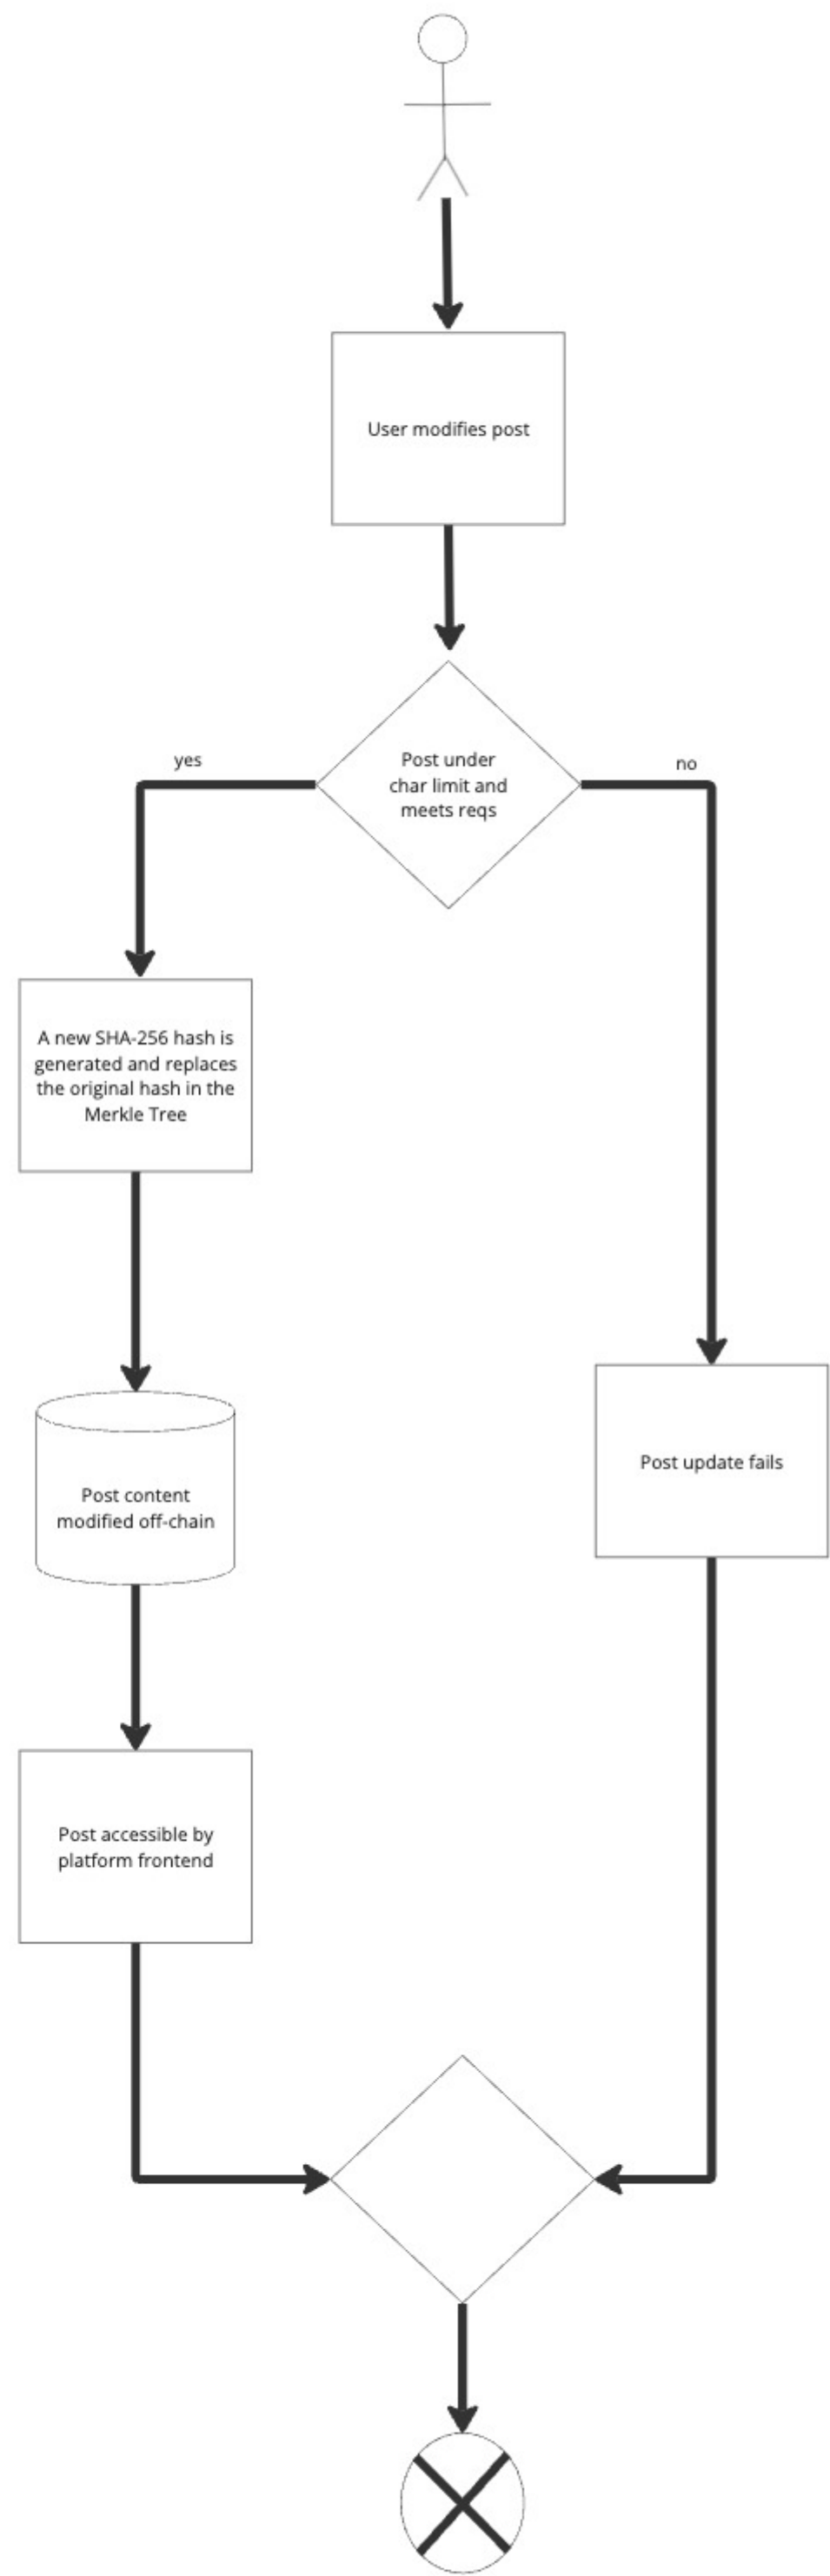 User modifies post
Post under
char limit and
meets reqs
yes
no
A new SHA-256 hash is
generated and replaces
the original hash in the
Merkle Tree
Post content
modified off-chain
Post update fails
Post accessible by
platform frontend